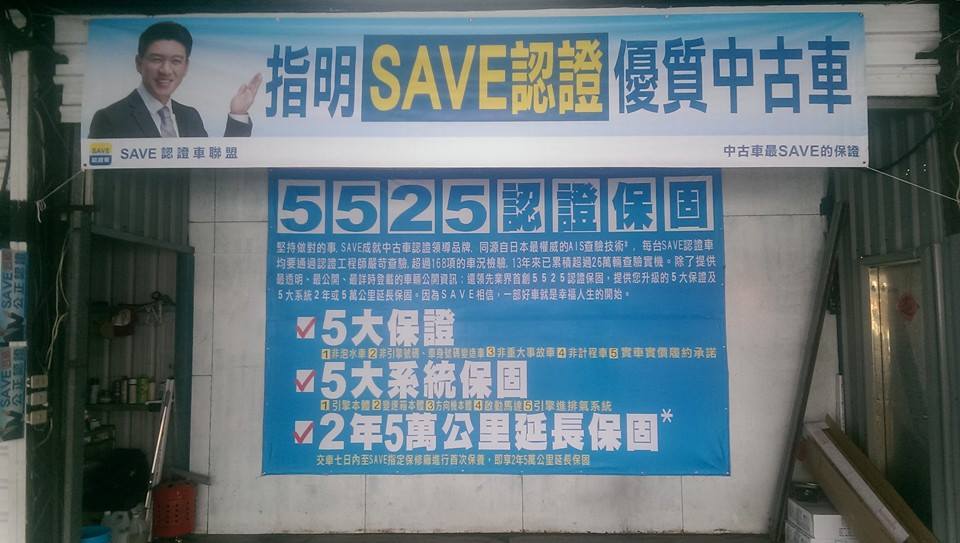 指明SAVE認證優質中古車
SAVE
認證車
SAVE 認證車聯盟
中古車最SAVE的保證
5525認證保固
堅持做對的事, SAVE成就中古車認證領導品牌, 同源自日本最權威的AIS查驗技術, 每台SAVE認證車
均要通過認證工程師嚴苛查驗, 超過168項的車況檢驗, 13年來已累積超過26萬輛查驗實機。除了提供
最透明、最公開、最詳時登載的車輛公開資訊; 還領先業界首創5525認證保固, 提供您升級的5大保證及
5大系統2年或5萬公里延長保固。因為SAVE相信, 一部好車就是幸福人生的開始。
5大保證
1非泡水車2非引擎號碼、車身號碼變造車3非重大事故車4非計程車5實車實價履約承諾
5大系統保固
1引擎本體2變速箱本體3方向機本體4啟動馬達5引擎進排氣系統
2年5萬公里延長保固*
交車七日內至SAVE指定保修廠進行首次保養, 即享2年5萬公里延長保固
SAVE
公正
SAVE
公正